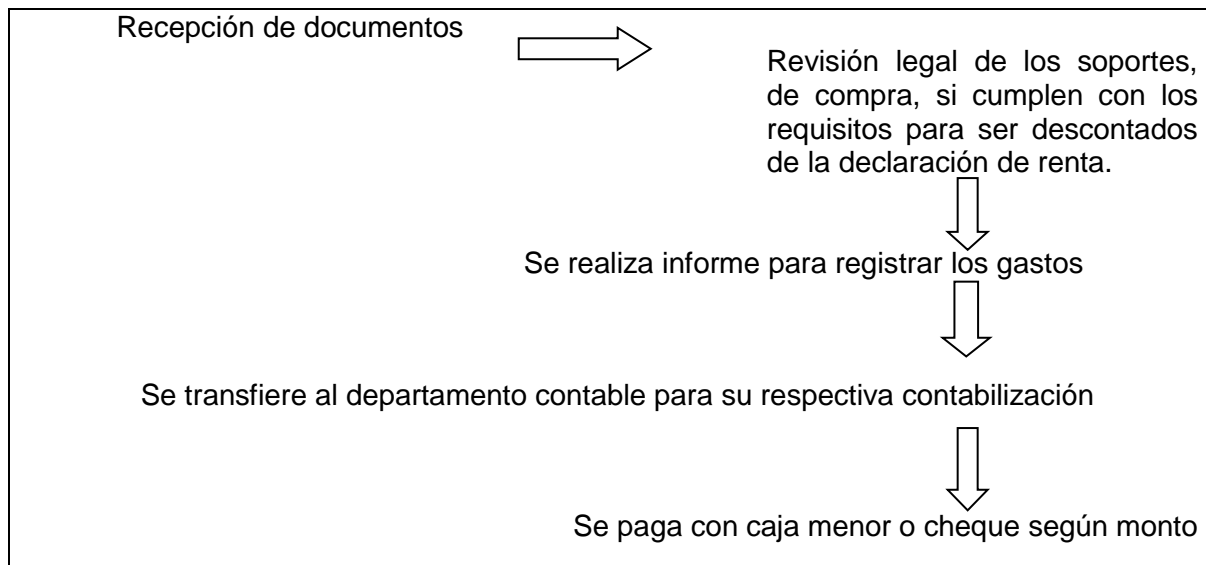 Recepción de documentos
Revisión legal de los soportes,
de compra, si cumplen con los
requisitos para ser descontados
de la declaración de renta.
Se realiza informe para registrar los gastos
Se transfiere al departamento contable para su respectiva contabilización
Se paga con caja menor o cheque según monto